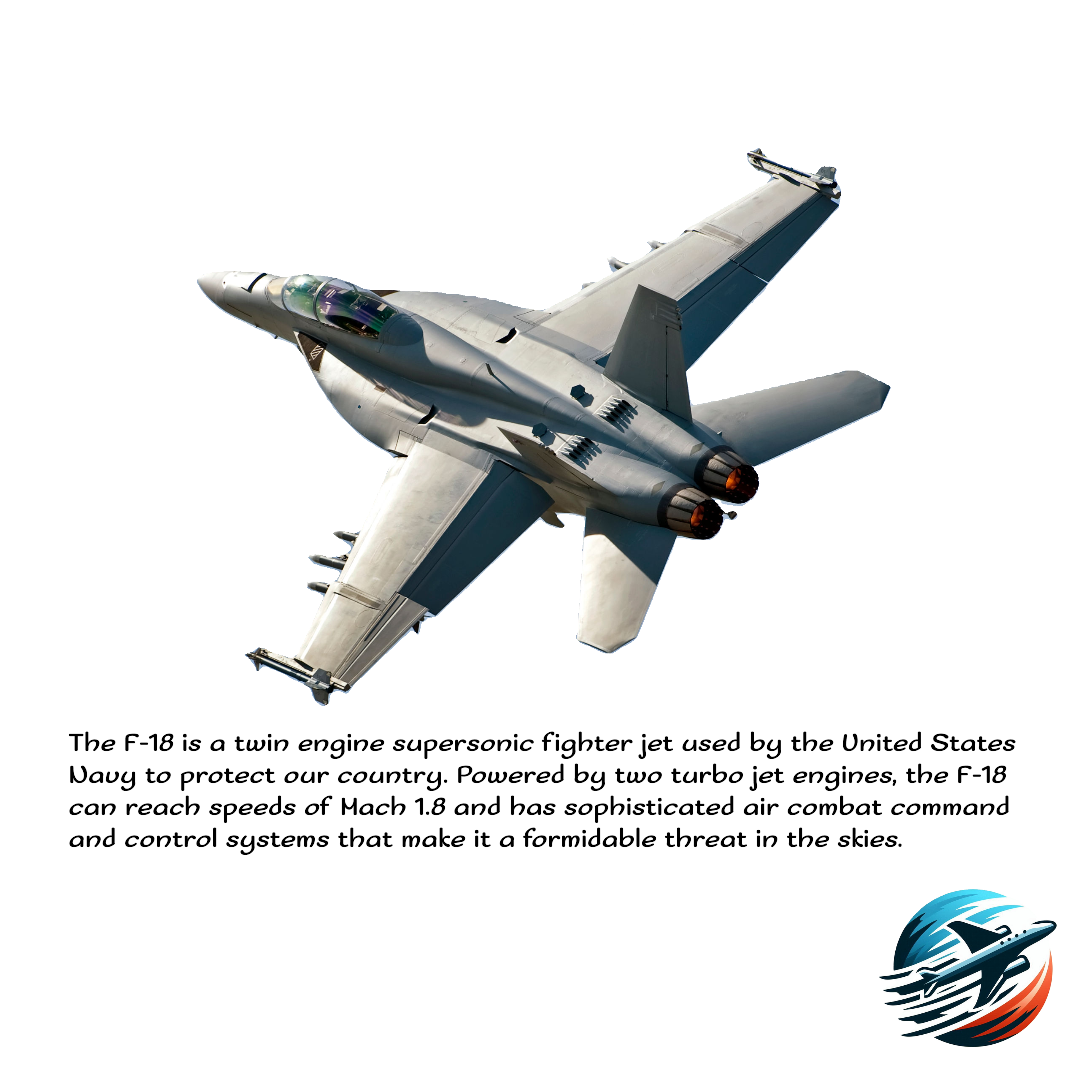 The F-18 is a twin engine supersonic fighter jet used by the United States
Navy to protect our country. Powered by two turbo jet engines, the F-18
can reach speeds of Mach 1.8 and has sophisticated air combat command
and control systems that make it a formidable threat in the skies.